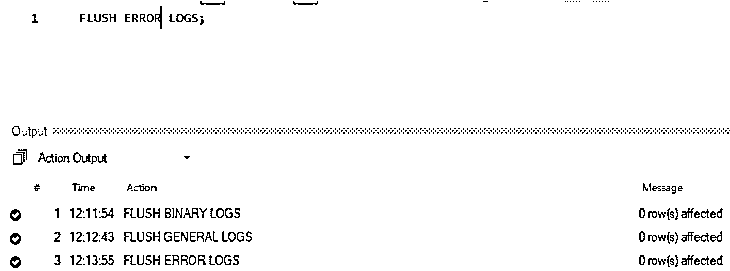 1 FLUSH ERROR LOGS;
Output
Action Output
# Time Action Message
1 12:11:54 FLUSH BINARY LOGS 0 row(s) affected
2 12:12:43 FLUSH GENERAL LOGS 0 row(s) affected
3 12:13:55 FLUSH ERROR LOGS 0 row(s) affected